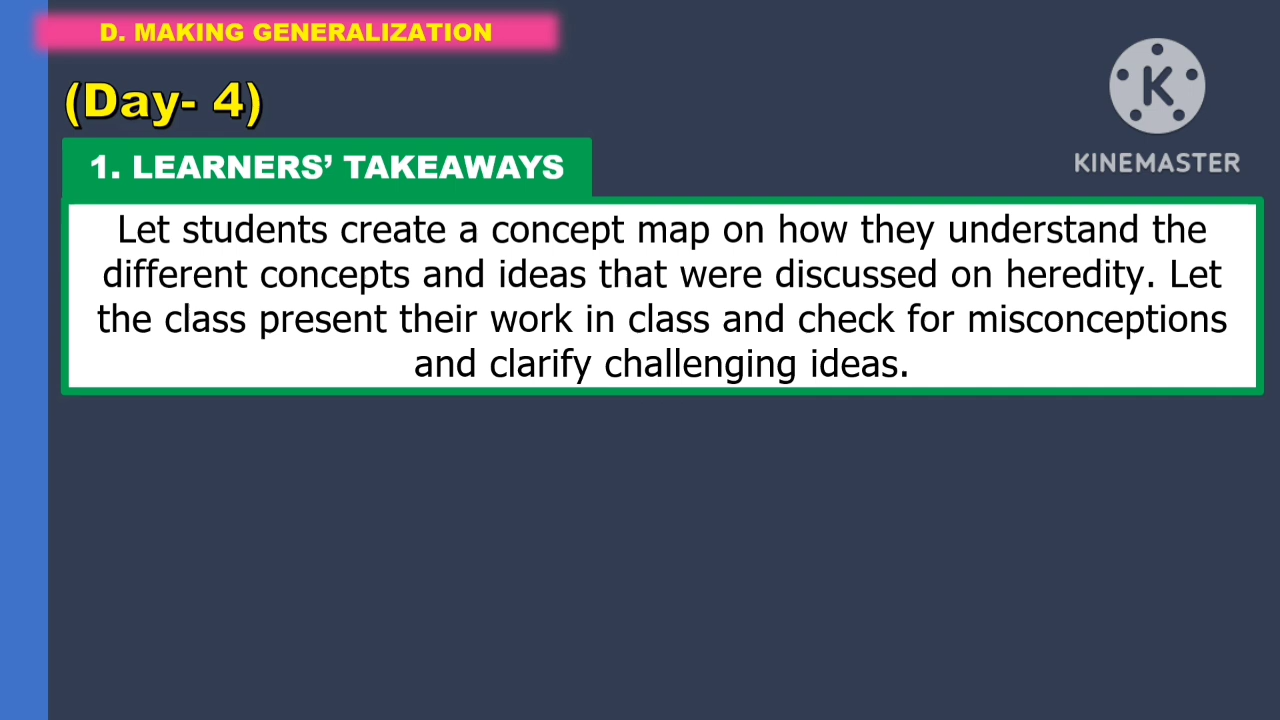 D. MAKING GENERALIZATION
(Day- 4)
K
KINEMASTER
1. LEARNERS’ TAKEAWAYS
Let students create a concept map on how they understand the
different concepts and ideas that were discussed on heredity. Let
the class present their work in class and check for misconceptions
and clarify challenging ideas.